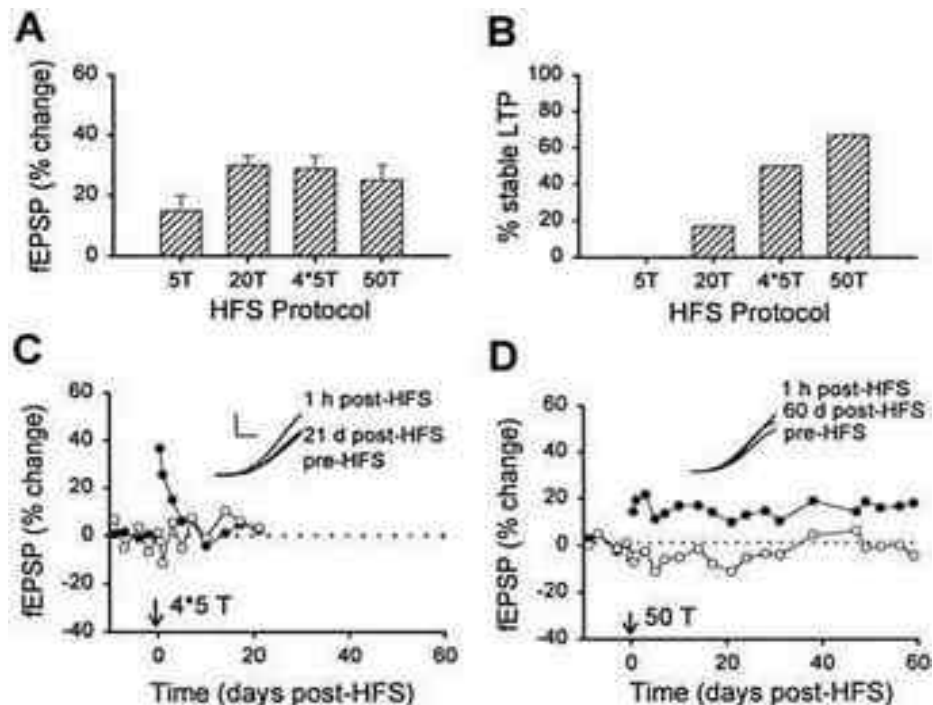 A
fEPSP (% change)
60
40
20
0
5T 20T 4*5T 50T
HFS Protocol
B
% stable LTP
100
80
60
40
20
0
5T 20T 4*5T 50T
HFS Protocol
C
fEPSP (% change)
60
40
20
0
-20
-40
1 h post-HFS
21 d post-HFS
pre-HFS
4*5 T
0 20 40 60
Time (days post-HFS)
D
fEPSP (% change)
60
40
20
0
-20
-40
1 h post-HFS
60 d post-HFS
pre-HFS
50 T
0 20 40 60
Time (days post-HFS)